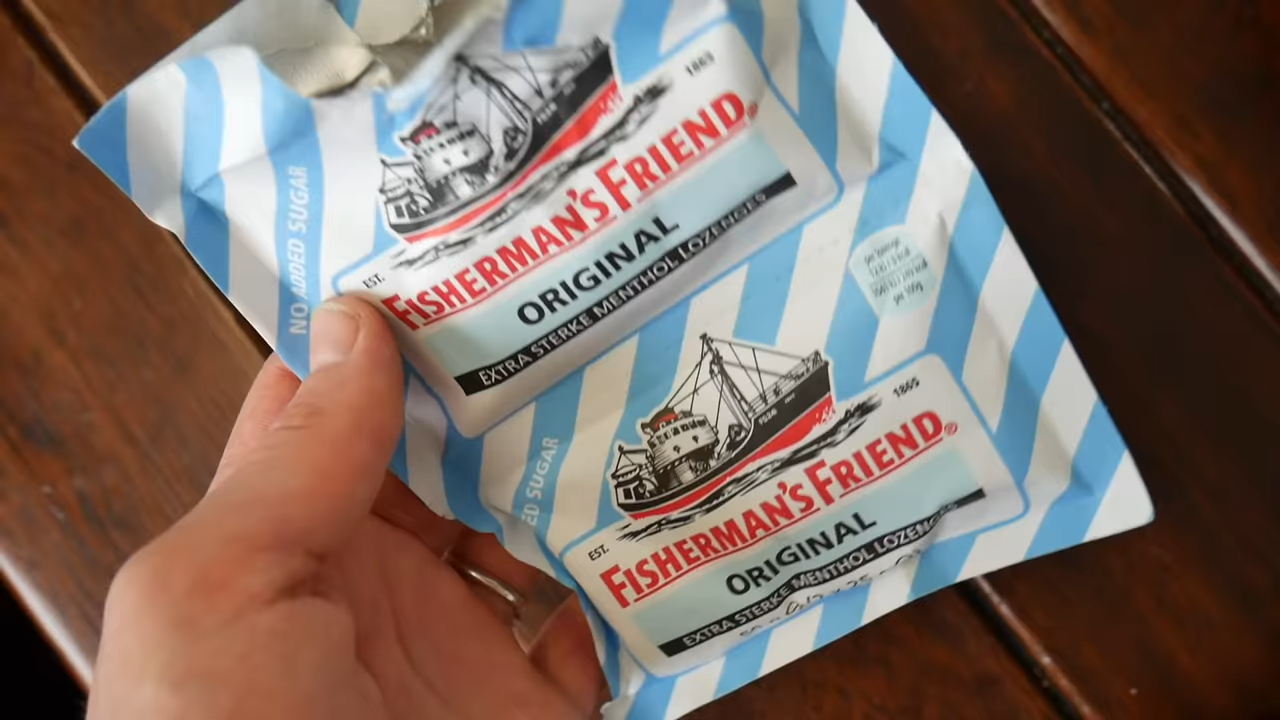 NO ADDED SUGAR
EST.
1865
FISHERMAN'S FRIEND®
ORIGINAL
EXTRA STERKE MENTHOL LOZENGES
ED SUGAR
EST.
1865
FISHERMAN'S FRIEND®
ORIGINAL
EXTRA STERKE MENTHOL LOZENGES